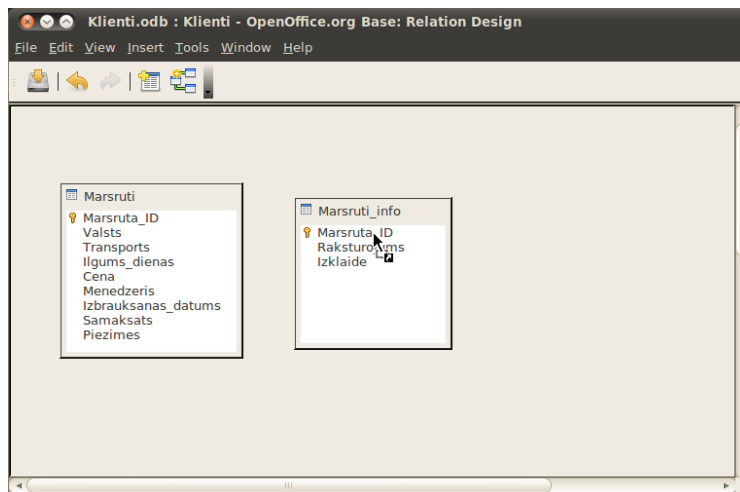 Klienti.odb : Klienti - OpenOffice.org Base: Relation Design
File Edit View Insert Tools Window Help
Marsruti
Marsruta_ID
Valsts
Transports
Ilgums_dienas
Cena
Menedzeris
Izbrauksanas_datums
Samaksats
Piezimes
Marsruti_info
Marsruta_ID
Izklaide